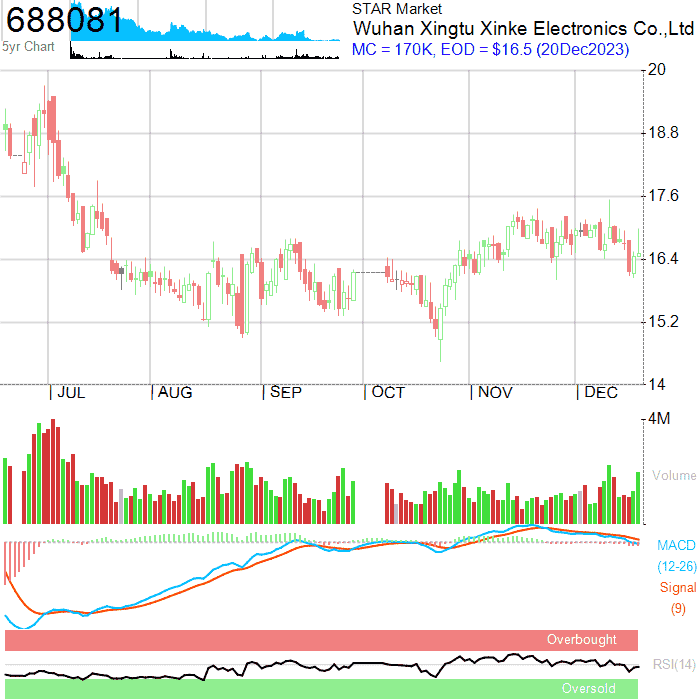 688081
5yr Chart
STAR Market
Wuhan Xingtu Xinke Electronics Co.,Ltd
MC = 170K, EOD = $16.5 (20Dec2023)
20
18.8
17.6
16.4
15.2
14
JUL AUG SEP OCT NOV DEC
4M
Volume
MACD
(12-26)
Signal
(9)
Overbought
RSI(14)
Oversold